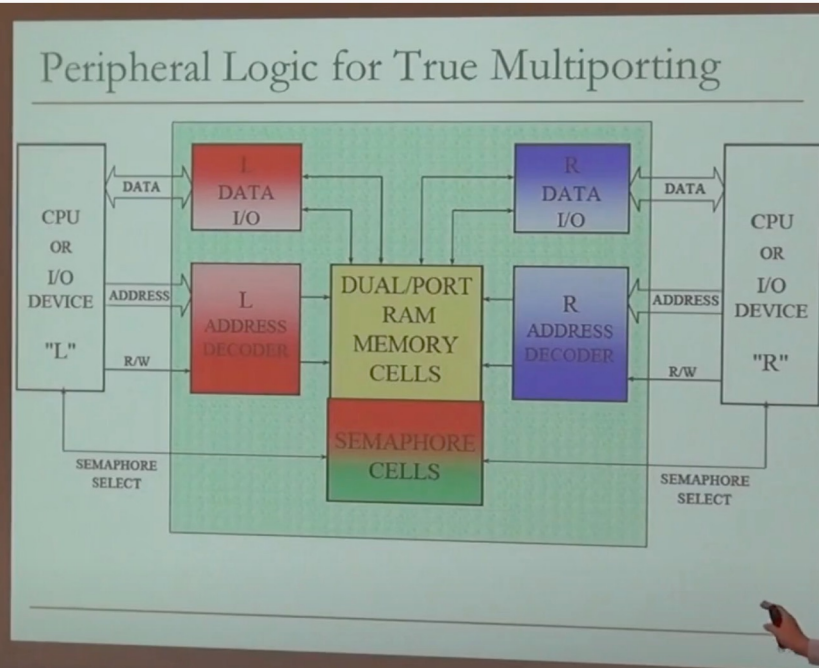 Peripheral Logic for True Multiporting
CPU
OR
I/O
DEVICE
"L"
DATA
ADDRESS
R/W
SEMAPHORE
SELECT
L
DATA
I/O
L
ADDRESS
DECODER
DUAL/PORT
RAM
MEMORY
CELLS
SEMAPHORE
CELLS
R
DATA
I/O
R
ADDRESS
DECODER
DATA
ADDRESS
R/W
SEMAPHORE
SELECT
CPU
OR
I/O
DEVICE
"R"